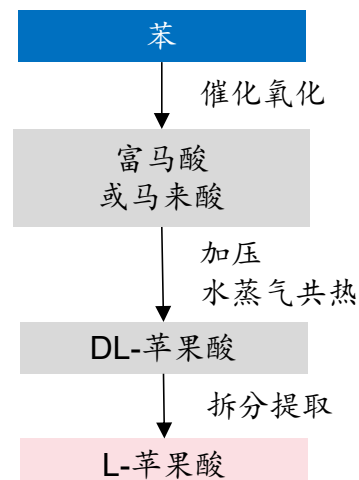 苯
催化氧化
富马酸
或马来酸
加压
水蒸气共热
DL-苹果酸
拆分提取
L-苹果酸